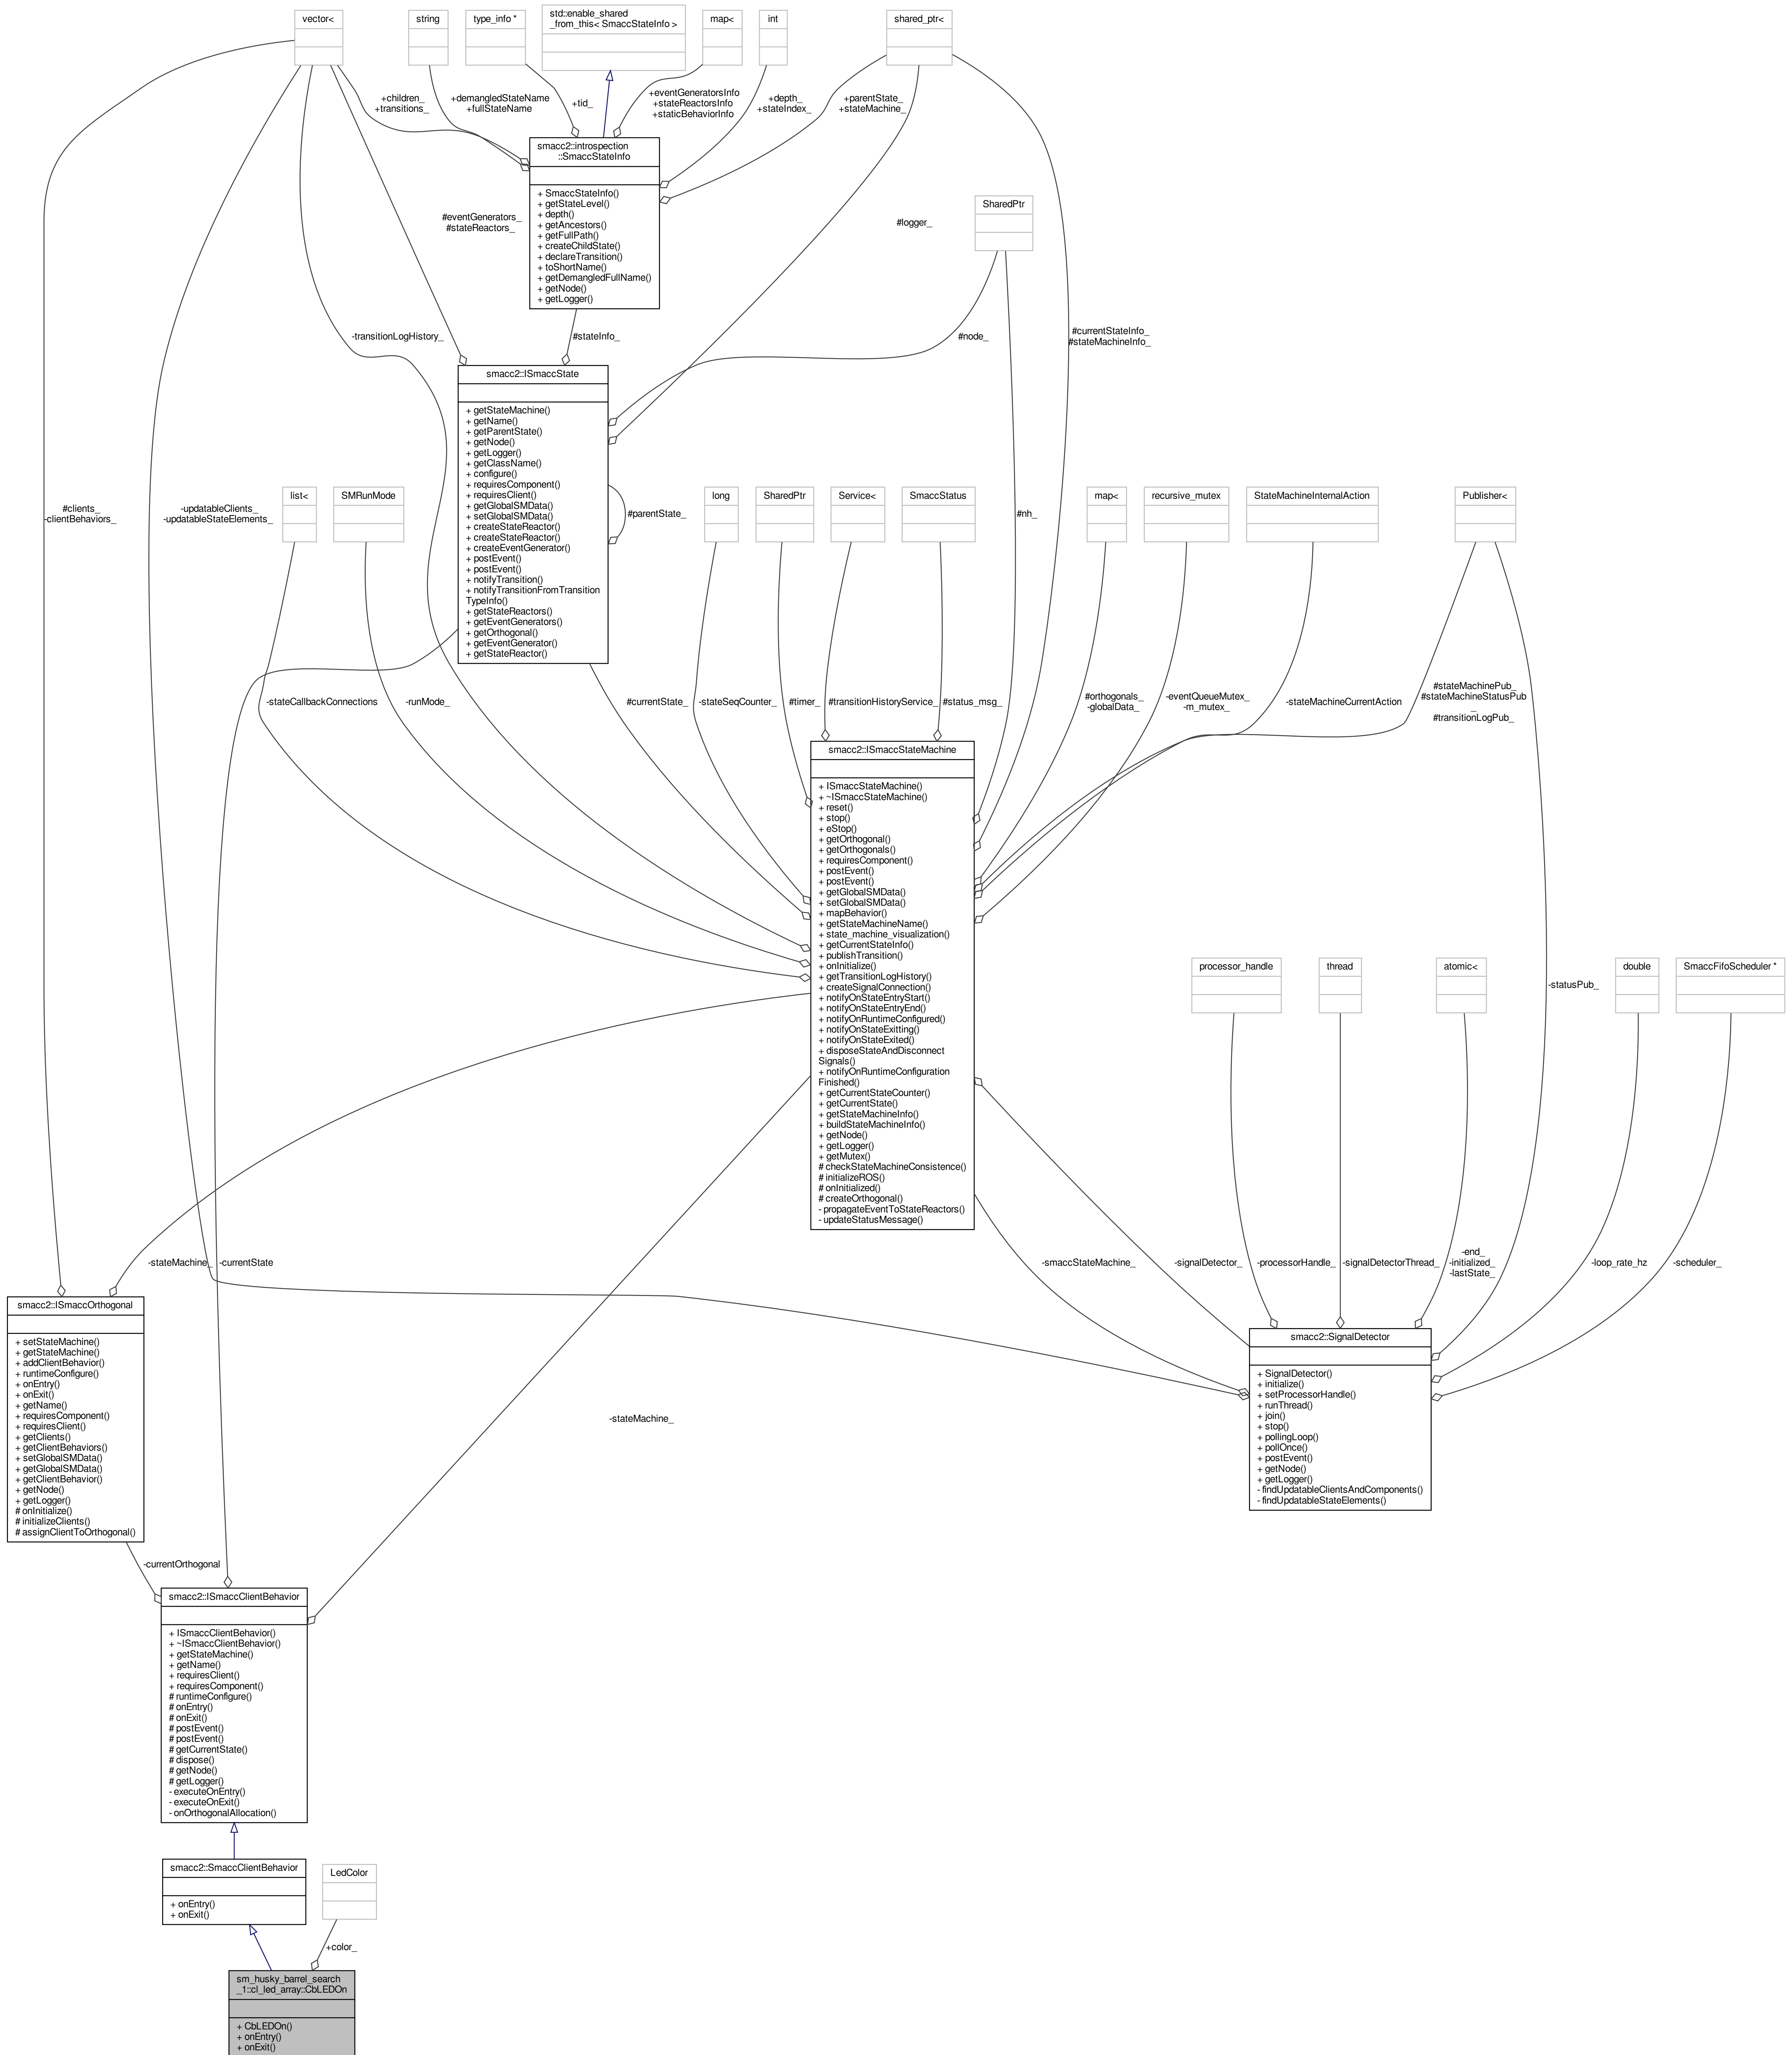 vector<
string
type_info *
std::enable_shared
_from_this< SmaccStateInfo >
map<
int
shared_ptr<
+children_
+transitions_
+demangledStateName
+fullStateName
+tid_
+eventGeneratorsInfo
+stateReactorsInfo
+staticBehaviorInfo
+depth_
+stateIndex_
+parentState_
+stateMachine_
smacc2::introspection
::SmaccStateInfo
+ SmaccStateInfo()
+ getStateLevel()
+ depth()
+ getAncestors()
+ getFullPath()
+ createChildState()
+ declareTransition()
+ toShortName()
+ getDemangledFullName()
+ getNode()
+ getLogger()
SharedPtr
#eventGenerators_
#stateReactors_
#logger_
-transitionLogHistory_
#stateInfo_
#node_
#currentStateInfo_
#stateMachineInfo_
smacc2::ISmaccState
+ getStateMachine()
+ getName()
+ getParentState()
+ getNode()
+ getLogger()
+ getClassName()
+ configure()
+ requiresComponent()
+ requiresClient()
+ getGlobalSMData()
+ setGlobalSMData()
+ createStateReactor()
+ createStateReactor()
+ createEventGenerator()
+ postEvent()
+ postEvent()
+ notifyTransition()
+ notifyTransitionFromTransition
TypeInfo()
+ getStateReactors()
+ getEventGenerators()
+ getOrthogonal()
+ getEventGenerator()
+ getStateReactor()
#clients_
-clientBehaviors_
-updatableClients_
-updatableStateElements_
list<
SMRunMode
#parentState_
long
SharedPtr
Service<
SmaccStatus
#nh_
map<
recursive_mutex
StateMachineInternalAction
Publisher<
-stateCallbackConnections
-runMode_
#currentState_
-stateSeqCounter_
#timer_
#transitionHistoryService_
#status_msg_
#orthogonals_
-globalData_
-eventQueueMutex_
-m_mutex_
-stateMachineCurrentAction
#stateMachinePub_
#stateMachineStatusPub
_
#transitionLogPub_
smacc2::ISmaccStateMachine
+ ISmaccStateMachine()
+ ~ISmaccStateMachine()
+ reset()
+ stop()
+ eStop()
+ getOrthogonal()
+ getOrthogonals()
+ requiresComponent()
+ postEvent()
+ postEvent()
+ getGlobalSMData()
+ setGlobalSMData()
+ mapBehavior()
+ getStateMachineName()
+ state_machine_visualization()
+ getCurrentStateInfo()
+ publishTransition()
+ onInitialize()
+ getTransitionLogHistory()
+ createSignalConnection()
+ notifyOnStateEntryStart()
+ notifyOnStateEntryEnd()
+ notifyOnRuntimeConfigured()
+ notifyOnStateExitting()
+ notifyOnStateExited()
+ disposeStateAndDisconnect
Signals()
+ notifyOnRuntimeConfiguration
Finished()
+ getCurrentStateCounter()
+ getCurrentState()
+ getStateMachineInfo()
+ buildStateMachineInfo()
+ getNode()
+ getLogger()
+ getMutex()
# checkStateMachineConsistence()
# initializeROS()
# onInitialized()
# createOrthogonal()
- propagateEventToStateReactors()
- updateStatusMessage()
processor_handle
thread
atomic<
-statusPub_
double
SmaccFifoScheduler *
-stateMachine_
-currentState
-smaccStateMachine_
-signalDetector_
-processorHandle_
-signalDetectorThread_
-end_
-initialized_
-lastState_
-loop_rate_hz
-scheduler_
smacc2::ISmaccOrthogonal
+ setStateMachine()
+ getStateMachine()
+ addClientBehavior()
+ runtimeConfigure()
+ onEntry()
+ onExit()
+ getName()
+ requiresComponent()
+ requiresClient()
+ getClients()
+ getClientBehaviors()
+ setGlobalSMData()
+ getGlobalSMData()
+ getClientBehavior()
+ getNode()
+ getLogger()
# onInitialize()
# initializeClients()
# assignClientToOrthogonal()
smacc2::SignalDetector
+ SignalDetector()
+ initialize()
+ setProcessorHandle()
+ runThread()
+ join()
+ stop()
+ pollingLoop()
+ pollOnce()
+ postEvent()
+ getNode()
+ getLogger()
- findUpdatableClientsAndComponents()
- findUpdatableStateElements()
-stateMachine_
-currentOrthogonal
smacc2::ISmaccClientBehavior
+ ISmaccClientBehavior()
+ ~ISmaccClientBehavior()
+ getStateMachine()
+ getName()
+ requiresClient()
+ requiresComponent()
# runtimeConfigure()
# onEntry()
# onExit()
# postEvent()
# postEvent()
# getCurrentState()
# dispose()
# getNode()
# getLogger()
- executeOnEntry()
- executeOnExit()
- onOrthogonalAllocation()
smacc2::SmaccClientBehavior
+ onEntry()
+ onExit()
LedColor
+color_
sm_husky_barrel_search
_1::cl_led_array::CbLEDOn
+ CbLEDOn()
+ onEntry()
+ onExit()